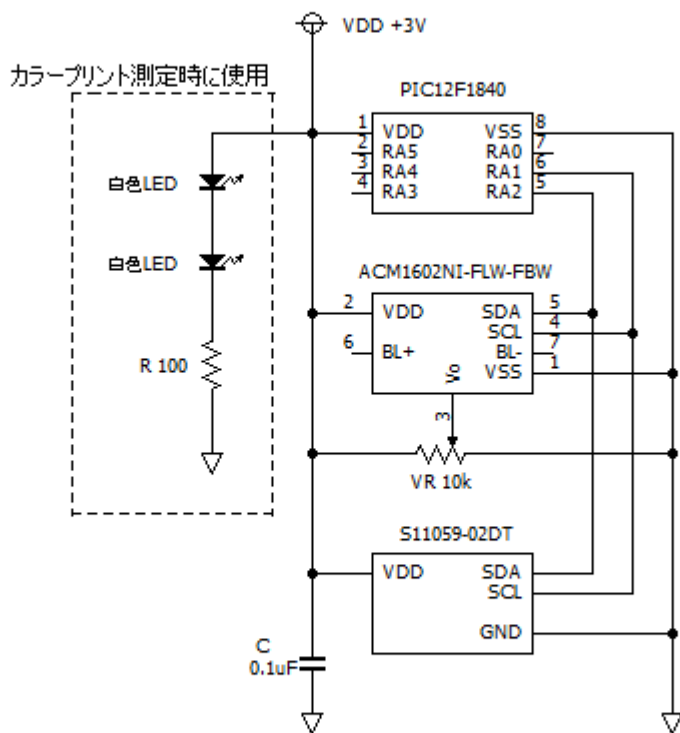 VDD +3V
カラープリント測定時に使用
白色LED
白色LED
R 100
PIC12F1840
1 VDD VSS 8
2 RA5 RA0 7
3 RA4 RA1 6
4 RA3 RA2 5
ACM1602NI-FLW-FBW
2 VDD SDA 5
SCL 4
6 BL+ BL- 7
VSS 1
Vo
3
VR 10k
S11059-02DT
VDD SDA
SCL
GND
C
0.1uF